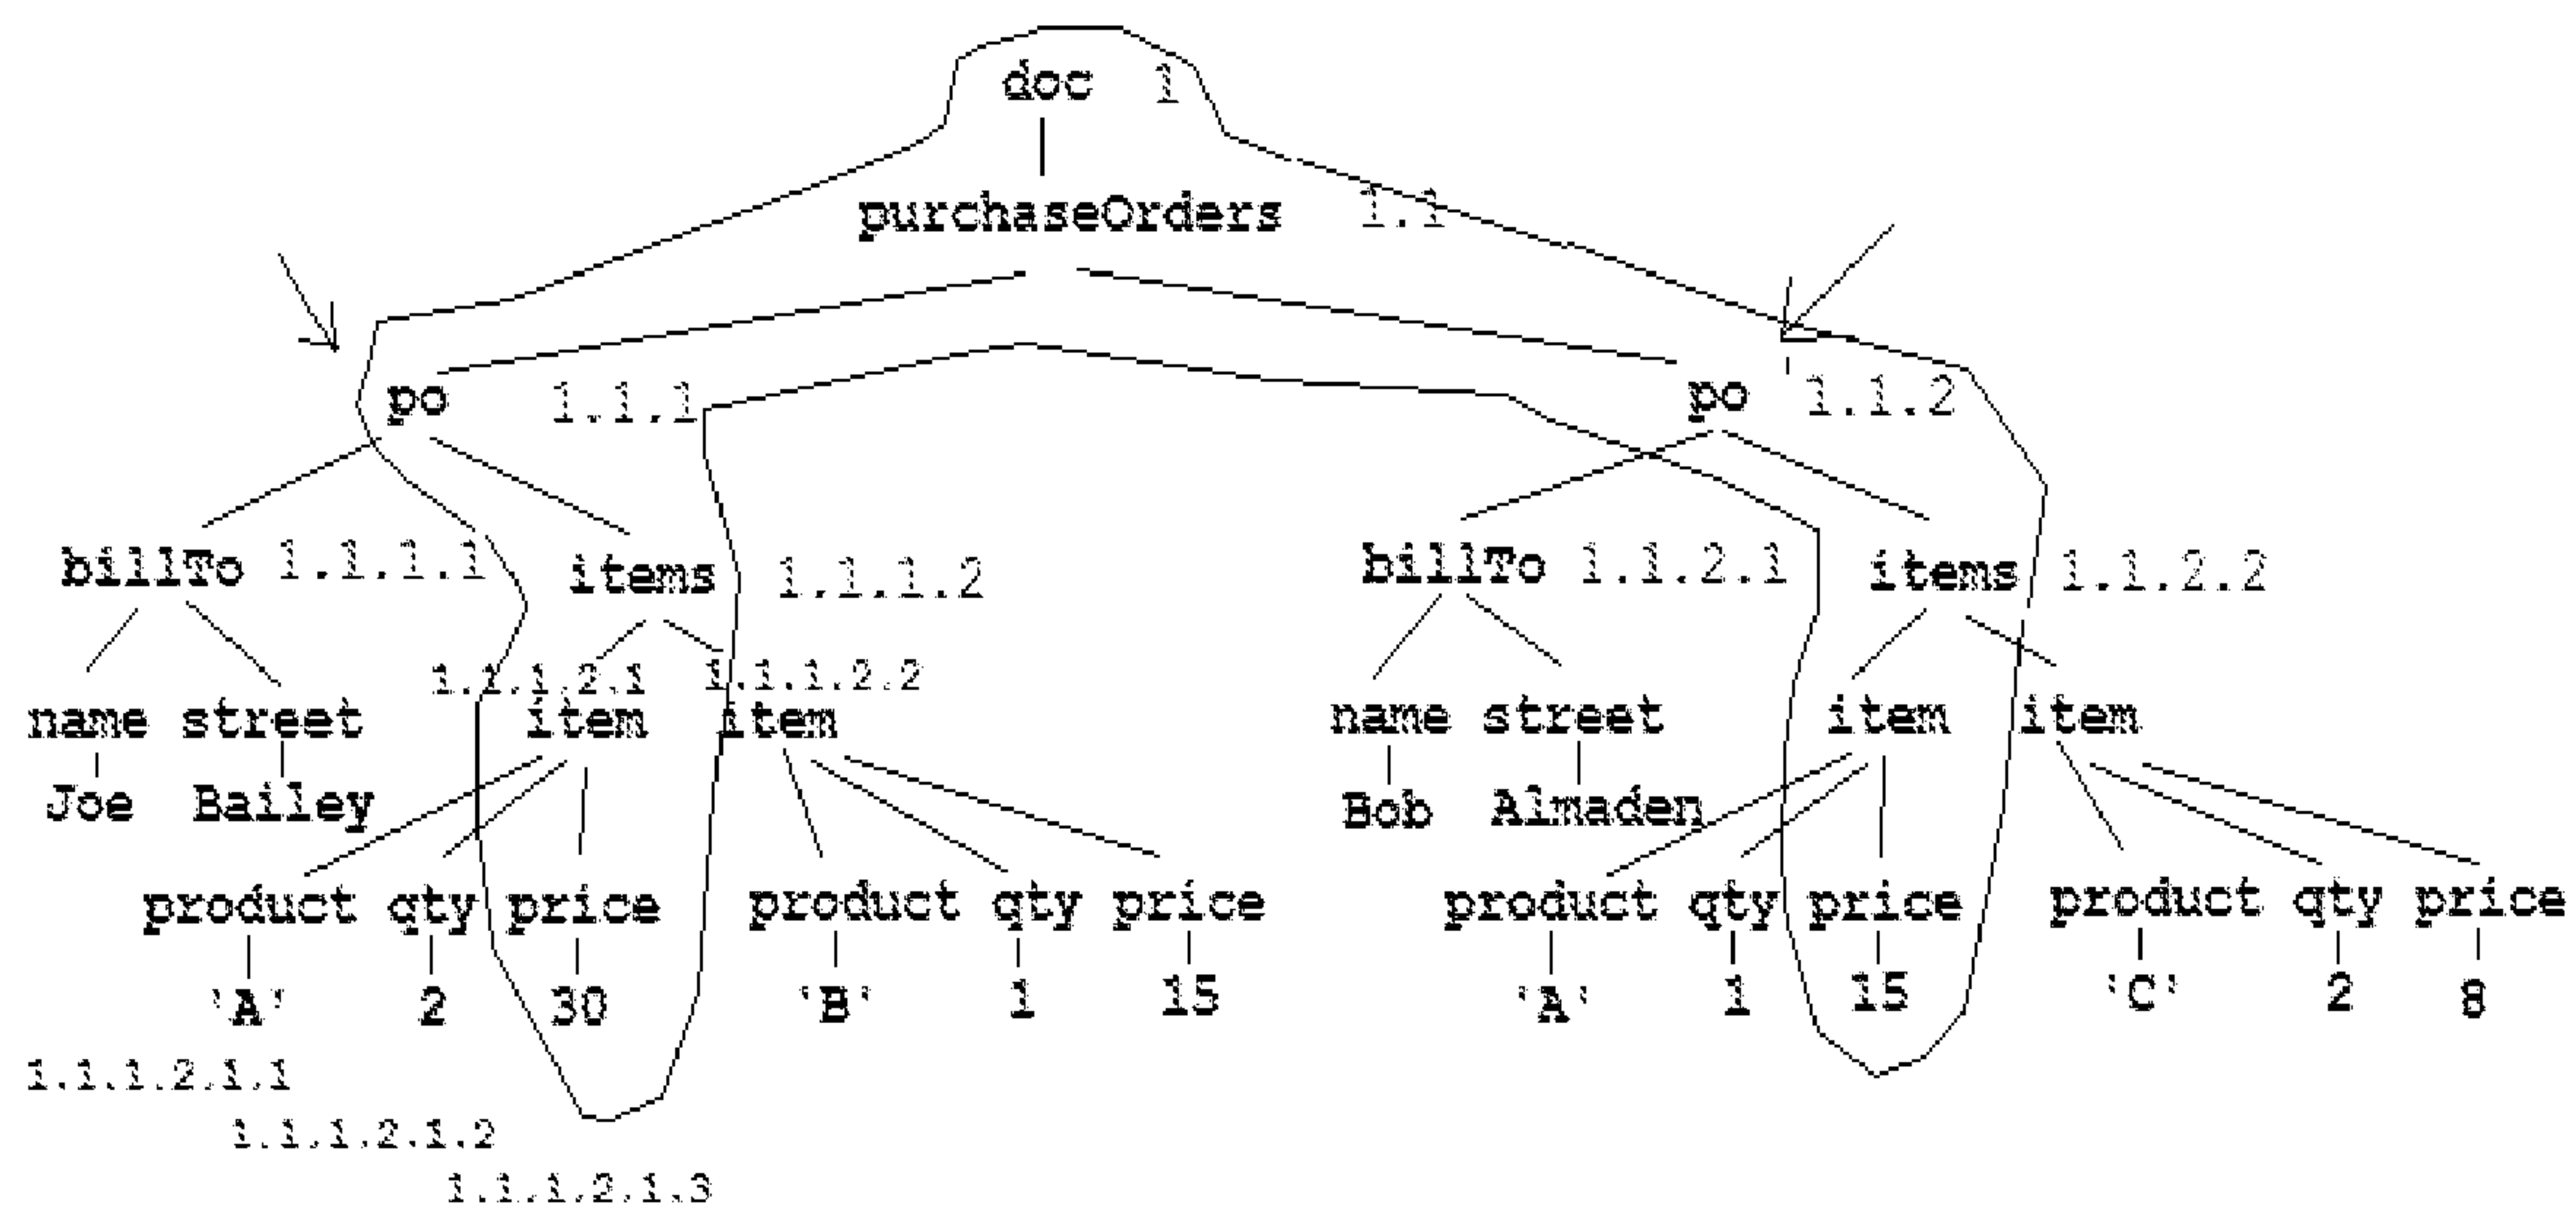 doc 1
purchaseOrders 1.1
po 1.1.1 po 1.1.2
billTo 1.1.1.1 items 1.1.1.2 billTo 1.1.2.1 items 1.1.2.2
1.1.1.2.1 1.1.1.2.2
name street item item name street item item
Joe Bailey Bob Almaden
product qty price product qty price product qty price product qty price
'A' 2 30 'B' 1 15 'A' 1 15 'C' 2 8
1.1.1.2.1.1
1.1.1.2.1.2
1.1.1.2.1.3